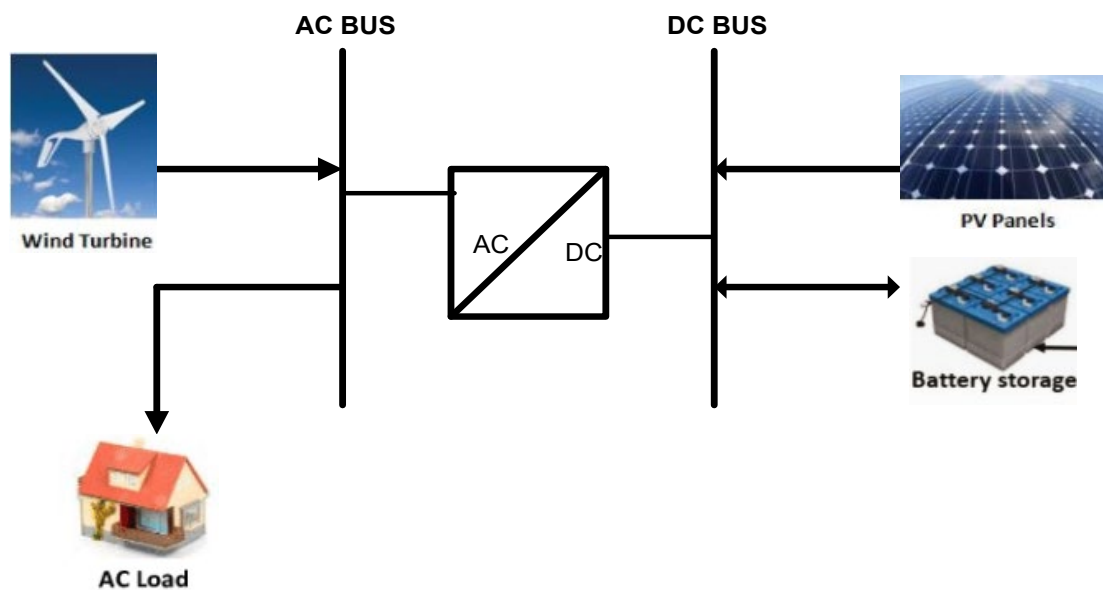 AC BUS
DC BUS
Wind Turbine
PV Panels
AC
DC
Battery storage
AC Load